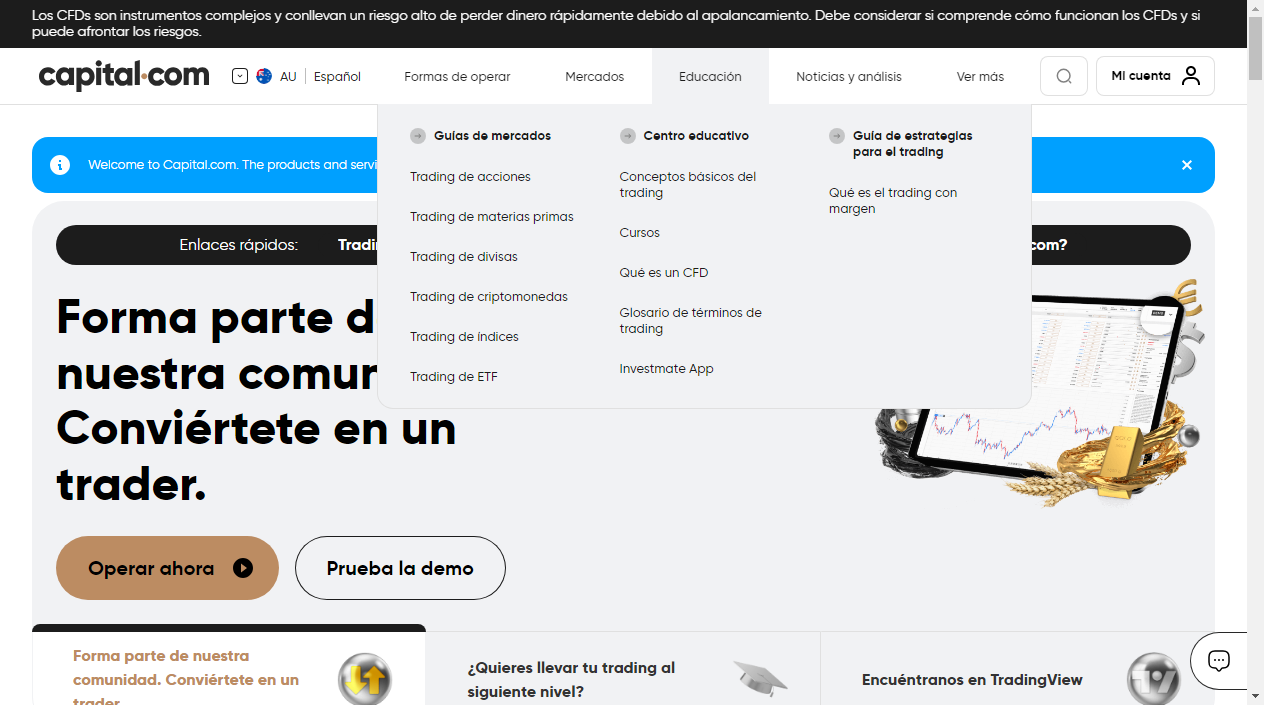 Los CFDs son instrumentos complejos y conllevan un riesgo alto de perder dinero rápidamente debido al apalancamiento. Debe considerar si comprende cómo funcionan los CFDs y si
puede afrontar los riesgos.
capital.com
AU
Español
Formas de operar
Mercados
Educación
Noticias y análisis
Ver más
Mi cuenta
Guías de mercados
Trading de acciones
Trading de materias primas
Trading de divisas
Trading de criptomonedas
Trading de índices
Trading de ETF
Centro educativo
Conceptos básicos del
trading
Cursos
Qué es un CFD
Glosario de términos de
trading
Investmate App
Guía de estrategias
para el trading
Qué es el trading con
margen
Welcome to Capital.com. The products and servi
Enlaces rápidos:
.com?
Forma parte d
nuestra comun
Conviértete en un
trader.
Operar ahora
Prueba la demo
Forma parte de nuestra
comunidad. Conviértete en un
trader.
¿Quieres llevar tu trading al
siguiente nivel?
Encuéntranos en TradingView